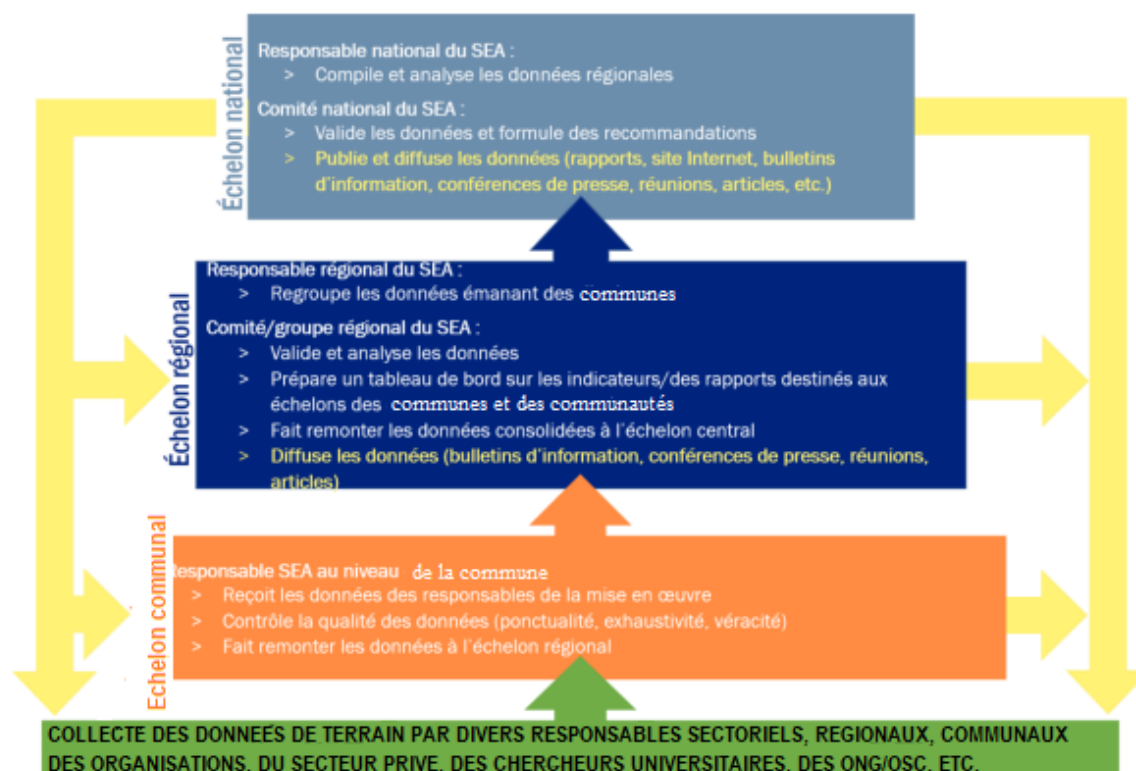 Échelon national
Responsable national du SEA :
> Compile et analyse les données régionales
Comité national du SEA :
> Valide les données et formule des recommandations
> Publie et diffuse les données (rapports, site Internet, bulletins
d'information, conférences de presse, réunions, articles, etc.)
Échelon régional
Responsable régional du SEA :
> Regroupe les données émanant des communes
Comité/groupe régional du SEA :
> Valide et analyse les données
> Prépare un tableau de bord sur les indicateurs/des rapports destinés aux
échelons des communes et des communautés
> Fait remonter les données consolidées à l'échelon central
> Diffuse les données (bulletins d'information, conférences de presse, réunions,
articles)
Echelon communal
Responsable SEA au niveau de la commune
> Reçoit les données des responsables de la mise en œuvre
> Contrôle la qualité des données (ponctualité, exhaustivité, véracité)
> Fait remonter les données à l'échelon régional
COLLECTE DES DONNEÉS DE TERRAIN PAR DIVERS RESPONSABLES SECTORIELS, REGIONAUX, COMMUNAUX
DES ORGANISATIONS, DU SECTEUR PRIVE, DES CHERCHEURS UNIVERSITAIRES, DES ONG/OSC, ETC.